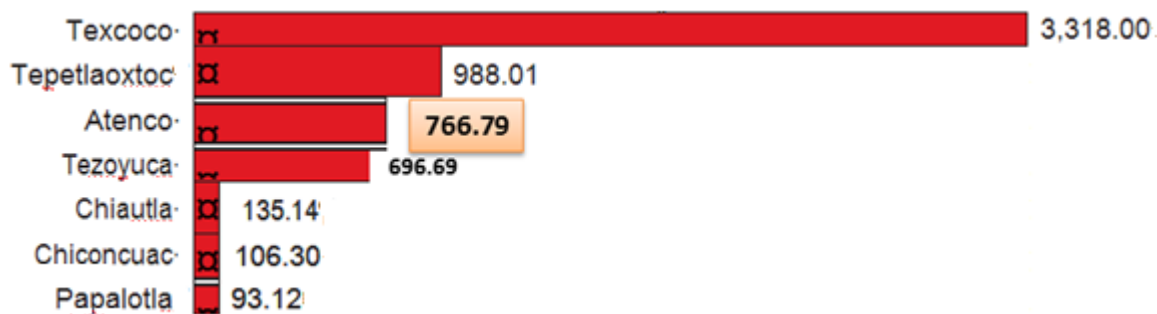 Texcoco 3,318.00
Tepetlaoxtoc 988.01
Atenco 766.79
Tezoyuca 696.69
Chiautla 135.14
Chiconcuac 106.30
Papalotla 93.12